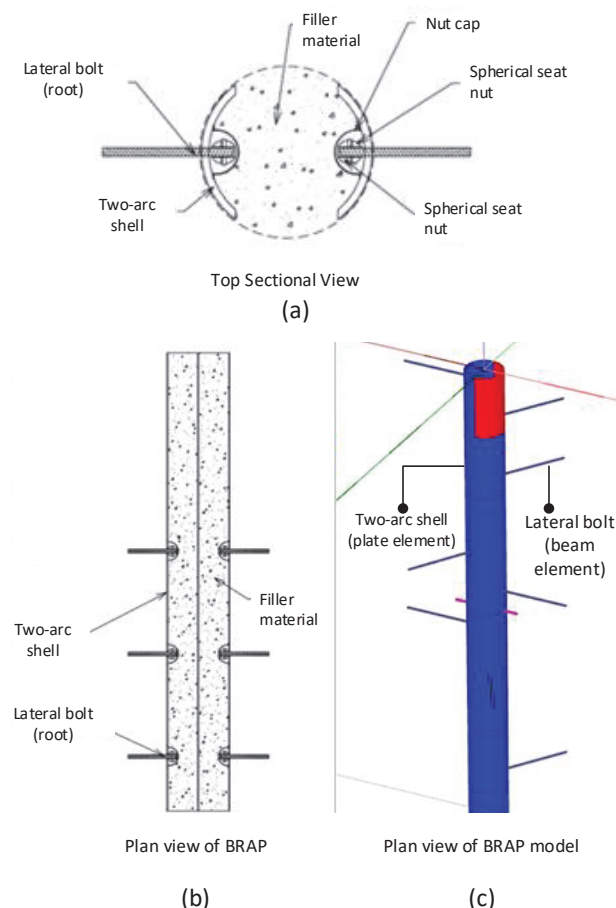 Filler
material
Nut cap
Lateral bolt
(root)
Spherical seat
nut
Two-arc
shell
Spherical seat
nut
Top Sectional View
(a)
Two-arc shell
(plate element)
Lateral bolt
(beam
element)
Two-arc
shell
Filler
material
Lateral bolt
(root)
Plan view of BRAP
Plan view of BRAP model
(b)
(c)